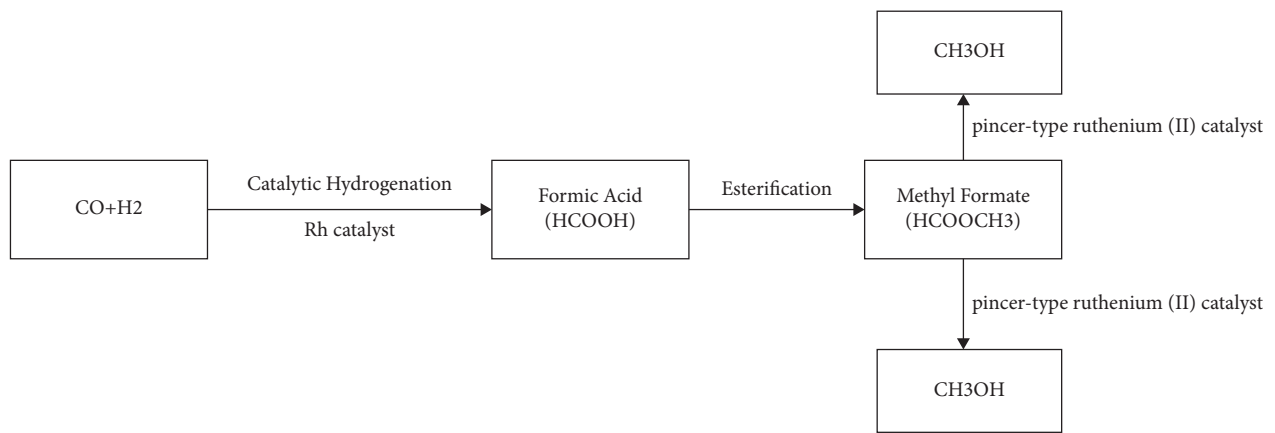 CH3OH
pincer-type ruthenium (II) catalyst
CO+H2
Catalytic Hydrogenation
Rh catalyst
Formic Acid
(HCOOH)
Esterification
Methyl Formate
(HCOOCH3)
pincer-type ruthenium (II) catalyst
CH3OH